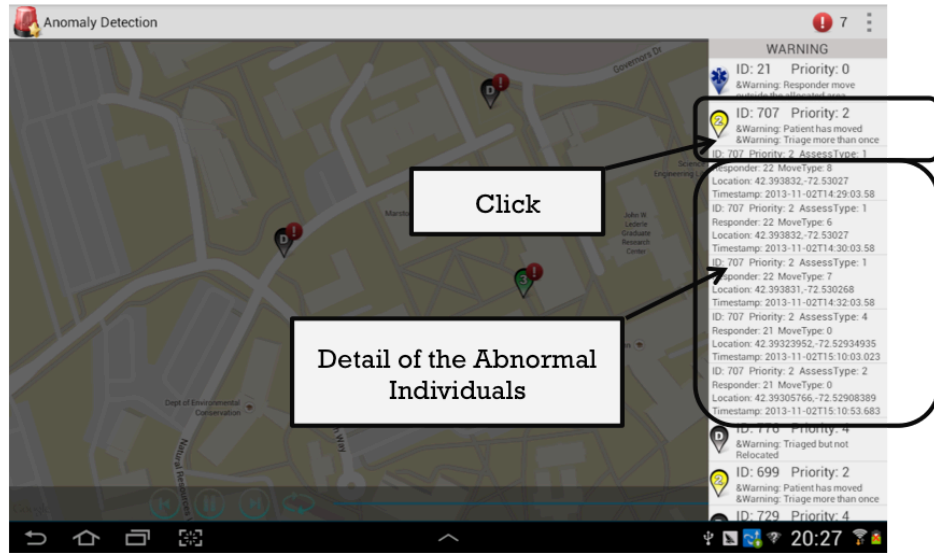 Anomaly Detection
7
WARNING
ID: 21 Priority: 0
&Warning: Responder move
outside the allocated area
ID: 707 Priority: 2
&Warning: Patient has moved
&Warning: Triage more than once
ID: 707 Priority: 2 AssessType: 1
Responder: 22 MoveType: 8
Location: 42.393832,-72.53027
Timestamp: 2013-11-02T14:29:03.58
ID: 707 Priority: 2 AssessType: 1
Responder: 22 MoveType: 6
Location: 42.393832,-72.53027
Timestamp: 2013-11-02T14:30:03.58
ID: 707 Priority: 2 AssessType: 1
Responder: 22 MoveType: 7
Location: 42.393831,-72.530268
Timestamp: 2013-11-02T14:32:03.58
ID: 707 Priority: 2 AssessType: 4
Responder: 21 MoveType: 0
Location: 42.39323952,-72.52934935
Timestamp: 2013-11-02T15:10:03.023
ID: 707 Priority: 2 AssessType: 2
Responder: 21 MoveType: 0
Location: 42.39305766,-72.52908389
Timestamp: 2013-11-02T15:10:53.683
ID: 776 Priority: 4
&Warning: Triaged but not
Relocated
ID: 699 Priority: 2
&Warning: Patient has moved
&Warning: Triage more than once
ID: 729 Priority: 4
Governors Dr
D
D
3
2
D
2
Science
Engineering
John W
Lederle
Graduate
Research
Center
Click
Detail of the Abnormal
Individuals
Dept of Environmental
Conservation
Natural Resources
Way
20:27